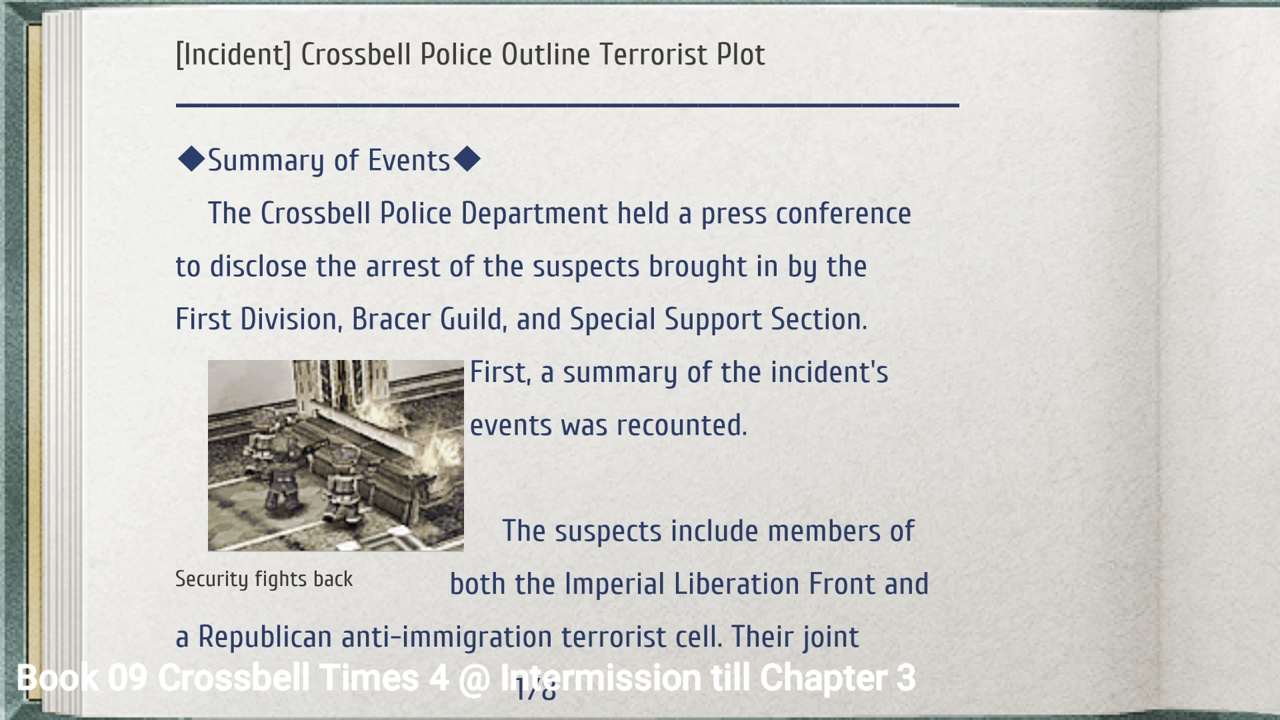 [Incident] Crossbell Police Outline Terrorist Plot
◆Summary of Events◆
The Crossbell Police Department held a press conference
to disclose the arrest of the suspects brought in by the
First Division, Bracer Guild, and Special Support Section.
First, a summary of the incident's
events was recounted.
The suspects include members of
Security fights back
both the Imperial Liberation Front and
a Republican anti-immigration terrorist cell. Their joint
Book 09 Crossbell Times 4 @ Intermission till Chapter 3
1/8